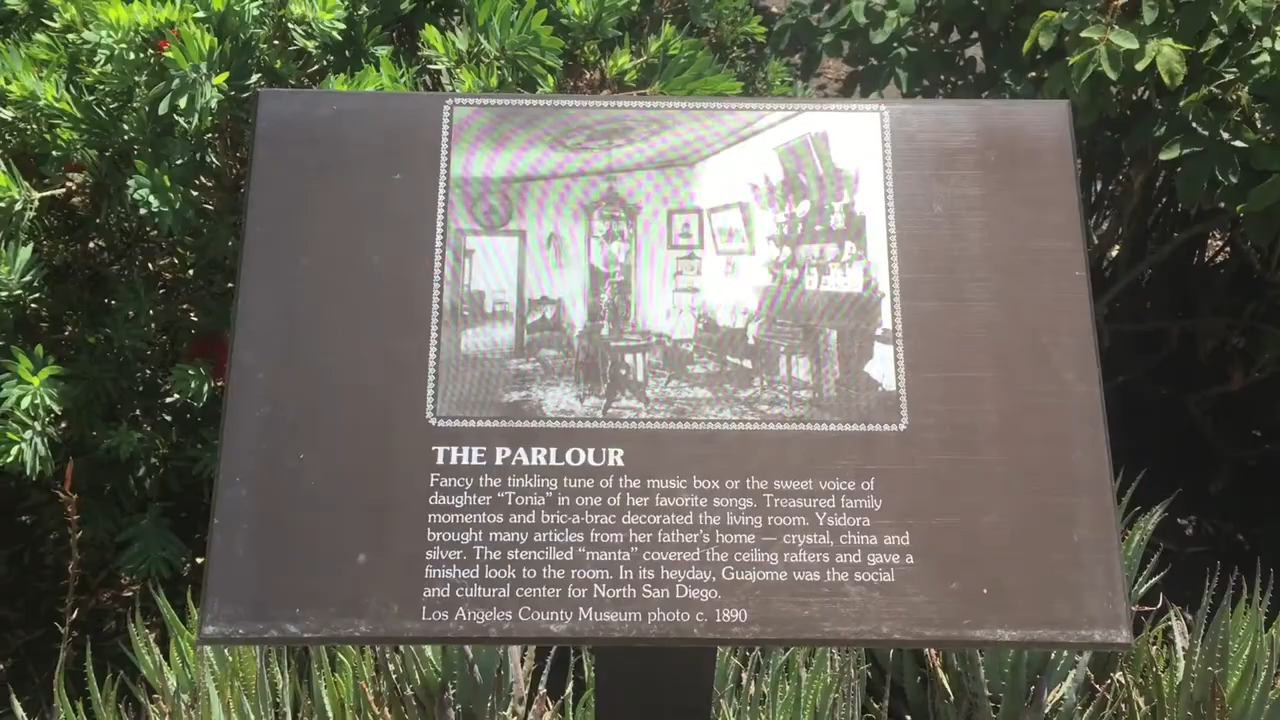 THE PARLOUR
Fancy the tinkling tune of the music box or the sweet voice of
daughter “Tonia” in one of her favorite songs. Treasured family
momentos and bric-a-brac decorated the living room. Ysidora
brought many articles from her father's home — crystal, china and
silver. The stencilled “manta” covered the ceiling rafters and gave a
finished look to the room. In its heyday, Guajome was the social
and cultural center for North San Diego.
Los Angeles County Museum photo c. 1890